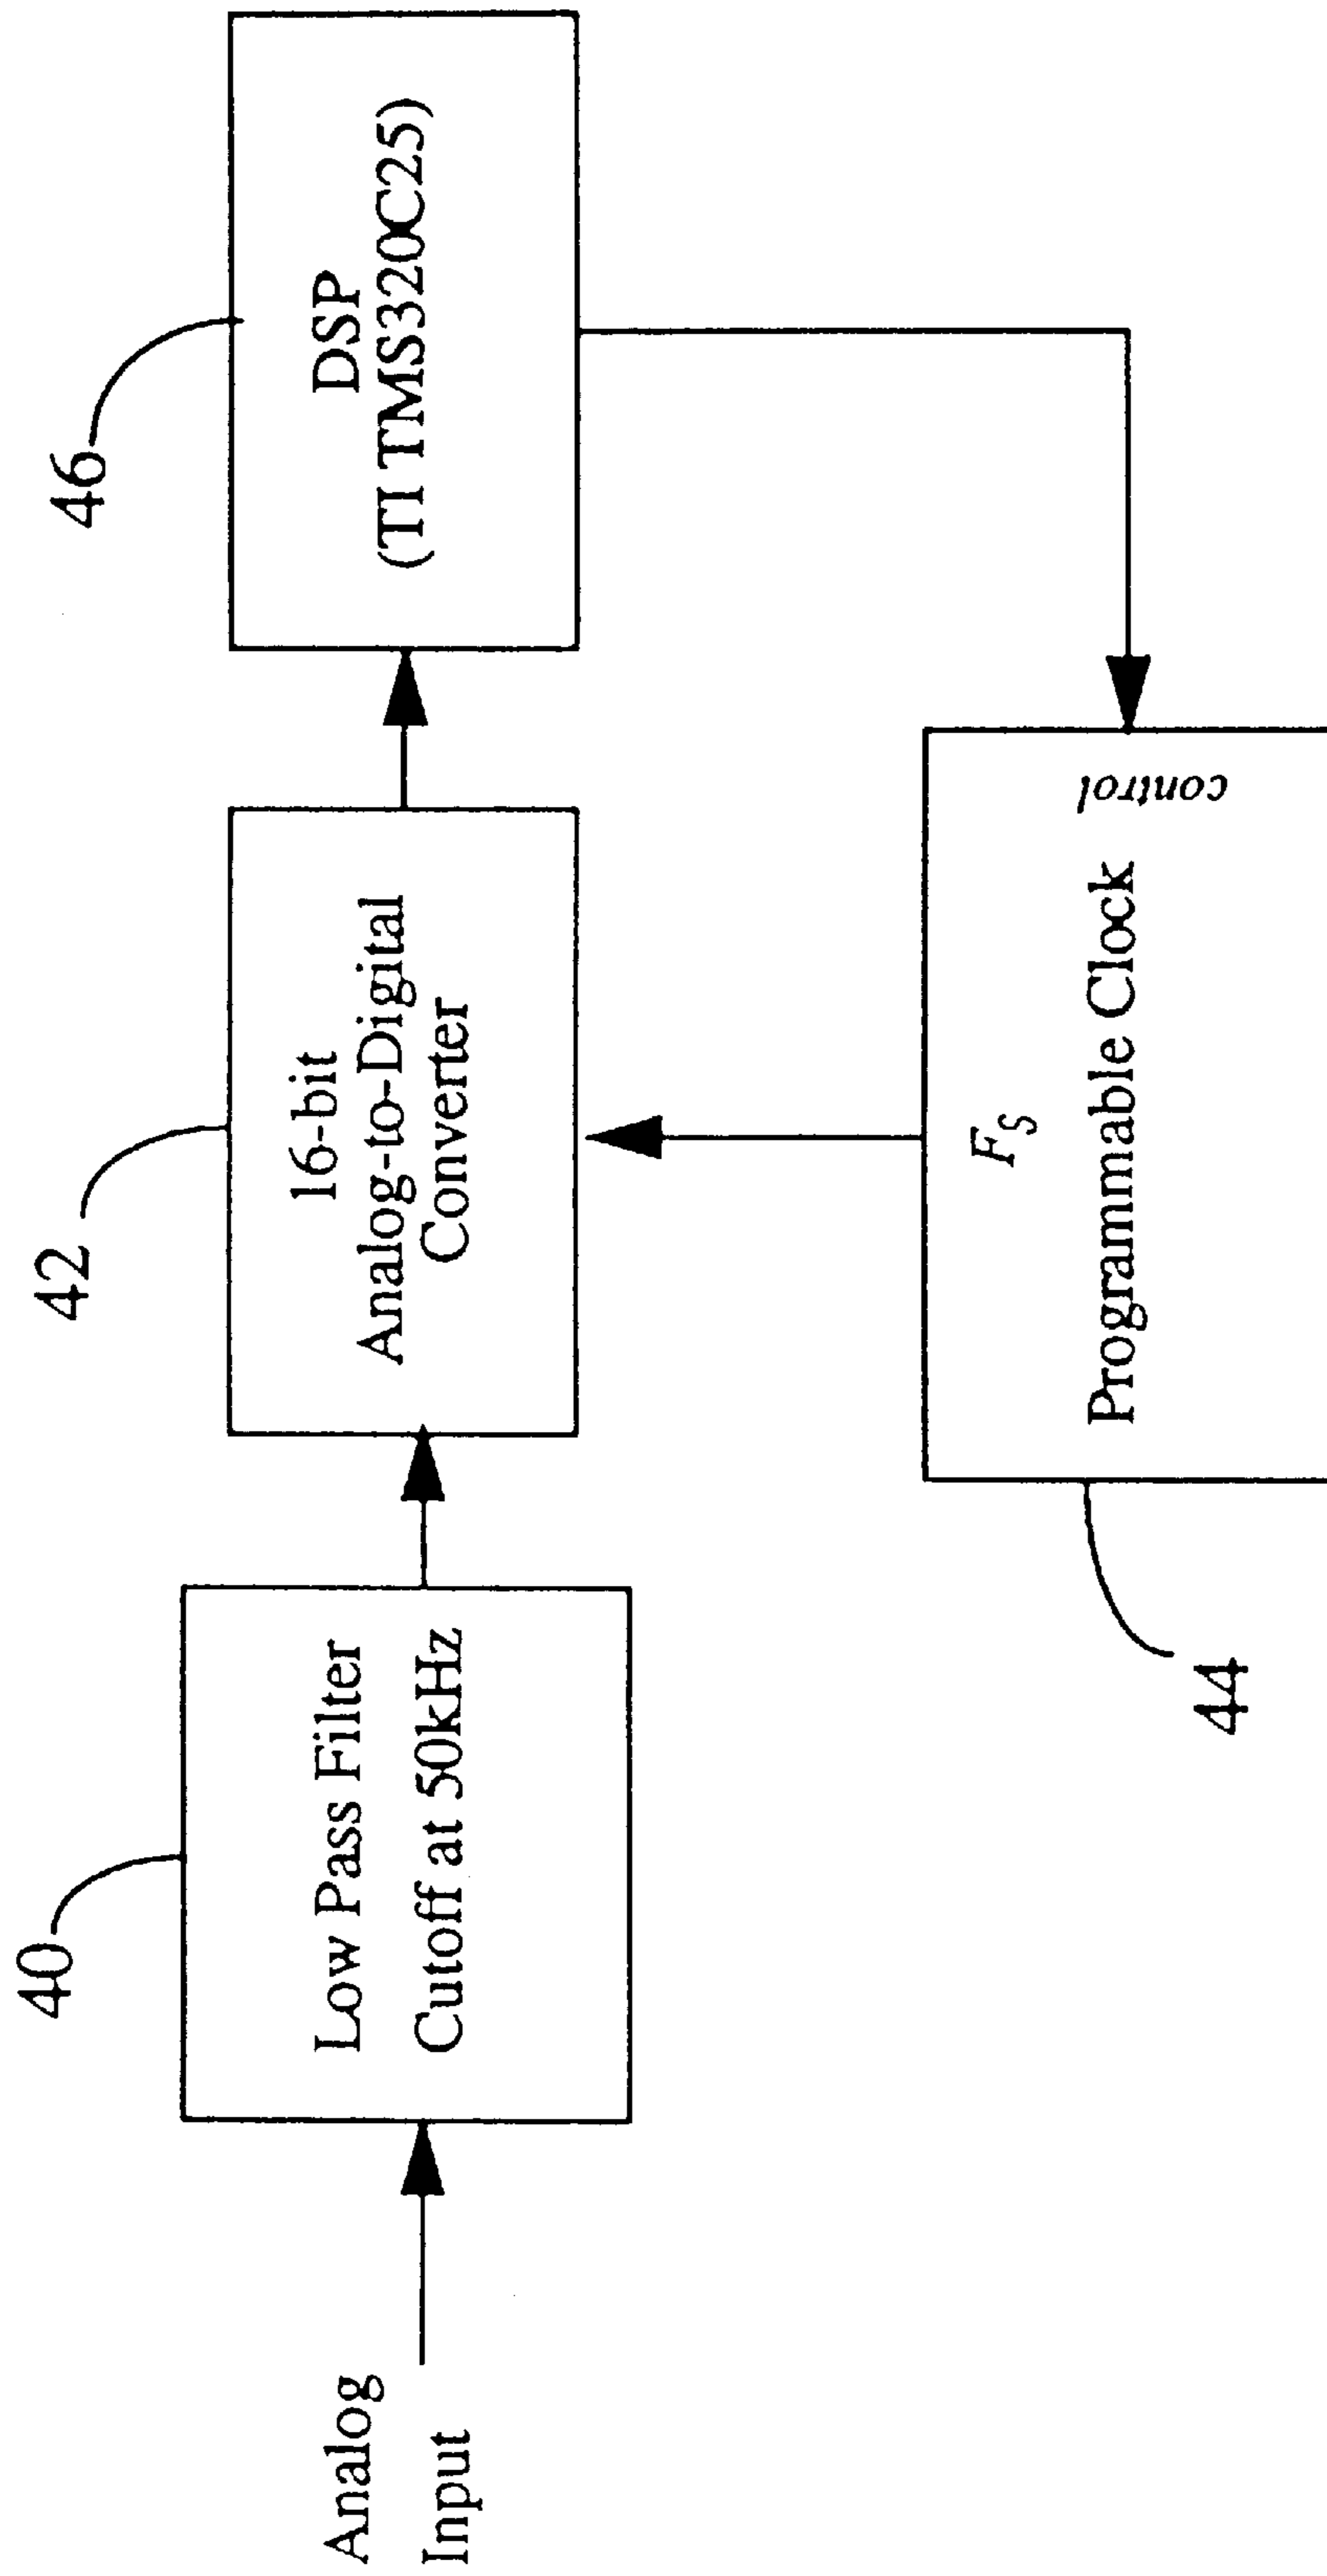 40
42
46
Analog
Input
Low Pass Filter
Cutoff at 50kHz
16-bit
Analog-to-Digital
Converter
DSP
(TI TMS320C25)
F_S
Programmable Clock
control
44